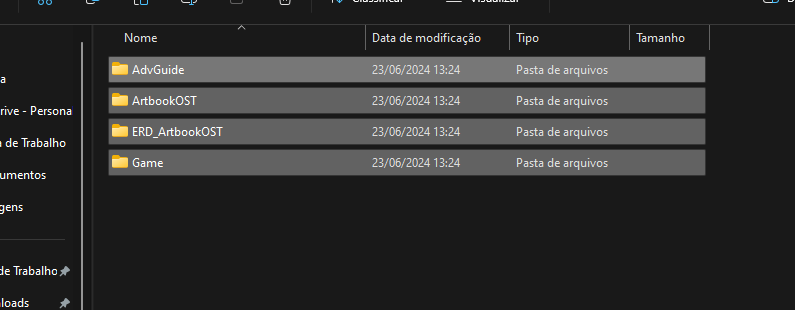 Classificar
Visualizar
Nome
Data de modificação
Tipo
Tamanho
AdvGuide
23/06/2024 13:24
Pasta de arquivos
ArtbookOST
23/06/2024 13:24
Pasta de arquivos
ERD_ArtbookOST
23/06/2024 13:24
Pasta de arquivos
Game
23/06/2024 13:24
Pasta de arquivos
a
rive - Persona
de Trabalho
umentos
gens
de Trabalho
nloads